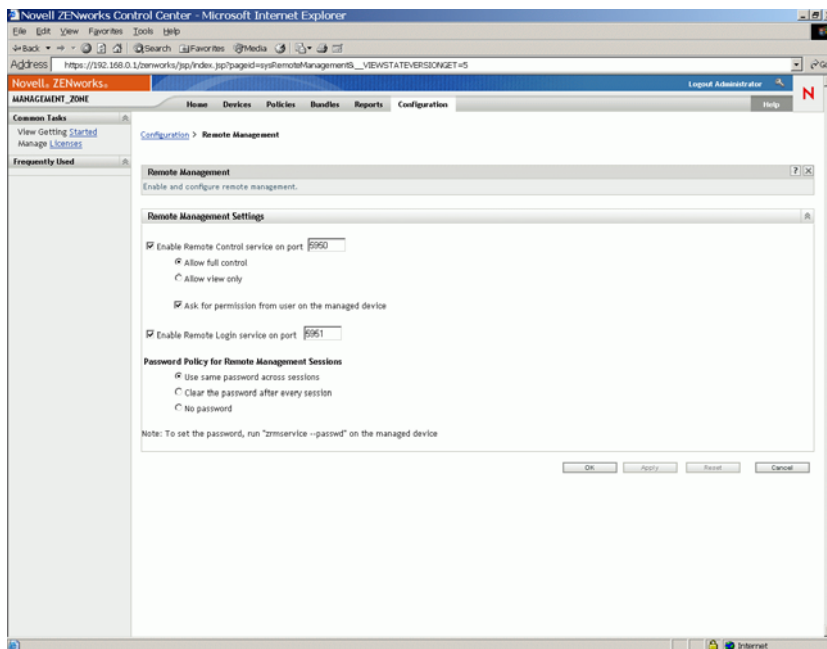 Novell ZENworks Control Center - Microsoft Internet Explorer
File Edit View Favorites Tools Help
Back Search Favorites Media
Address https://192.168.0.1/zenworks/jsp/index.jsp?pageid=sysRemoteManagement&__VIEWSTATEVERSIONGET=5
Novell. ZENworks. Logout Administrator
MANAGEMENT_ZONE Home Devices Policies Bundles Reports Configuration Help N
Common Tasks
View Getting Started
Manage Licenses
Frequently Used
Configuration > Remote Management
Remote Management ?
Enable and configure remote management.
Remote Management Settings
Enable Remote Control service on port 5950
Allow full control
Allow view only
Ask for permission from user on the managed device
Enable Remote Login service on port 5951
Password Policy for Remote Management Sessions
Use same password across sessions
Clear the password after every session
No password
Note: To set the password, run "zrmservice --passwd" on the managed device
OK Apply Reset Cancel
Internet